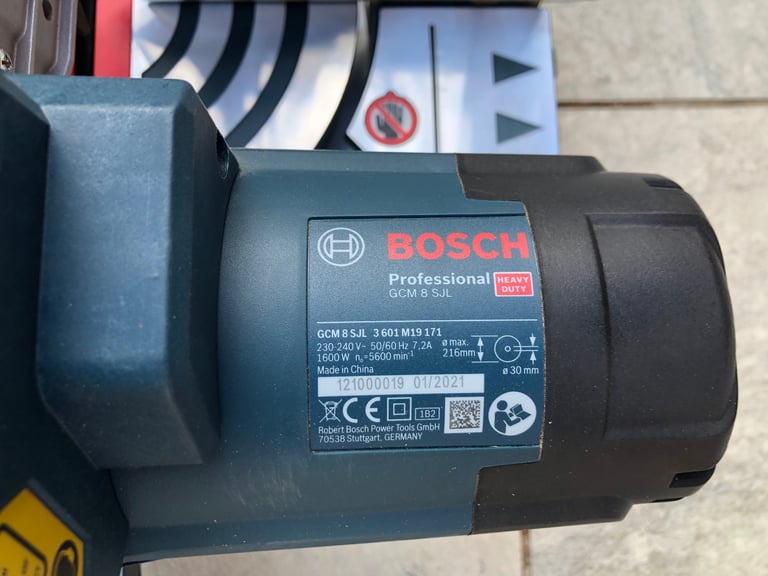 BOSCH
Professional HEAVY DUTY
GCM 8 SJL
GCM 8 SJL 3 601 M19 171
230-240 V~ 50/60 Hz 7,2A
1600 W n₀=5600 min⁻¹
ø max. 216mm
ø 30 mm
Made in China
121000019 01/2021
CE 1B2
Robert Bosch Power Tools GmbH
70538 Stuttgart, GERMANY